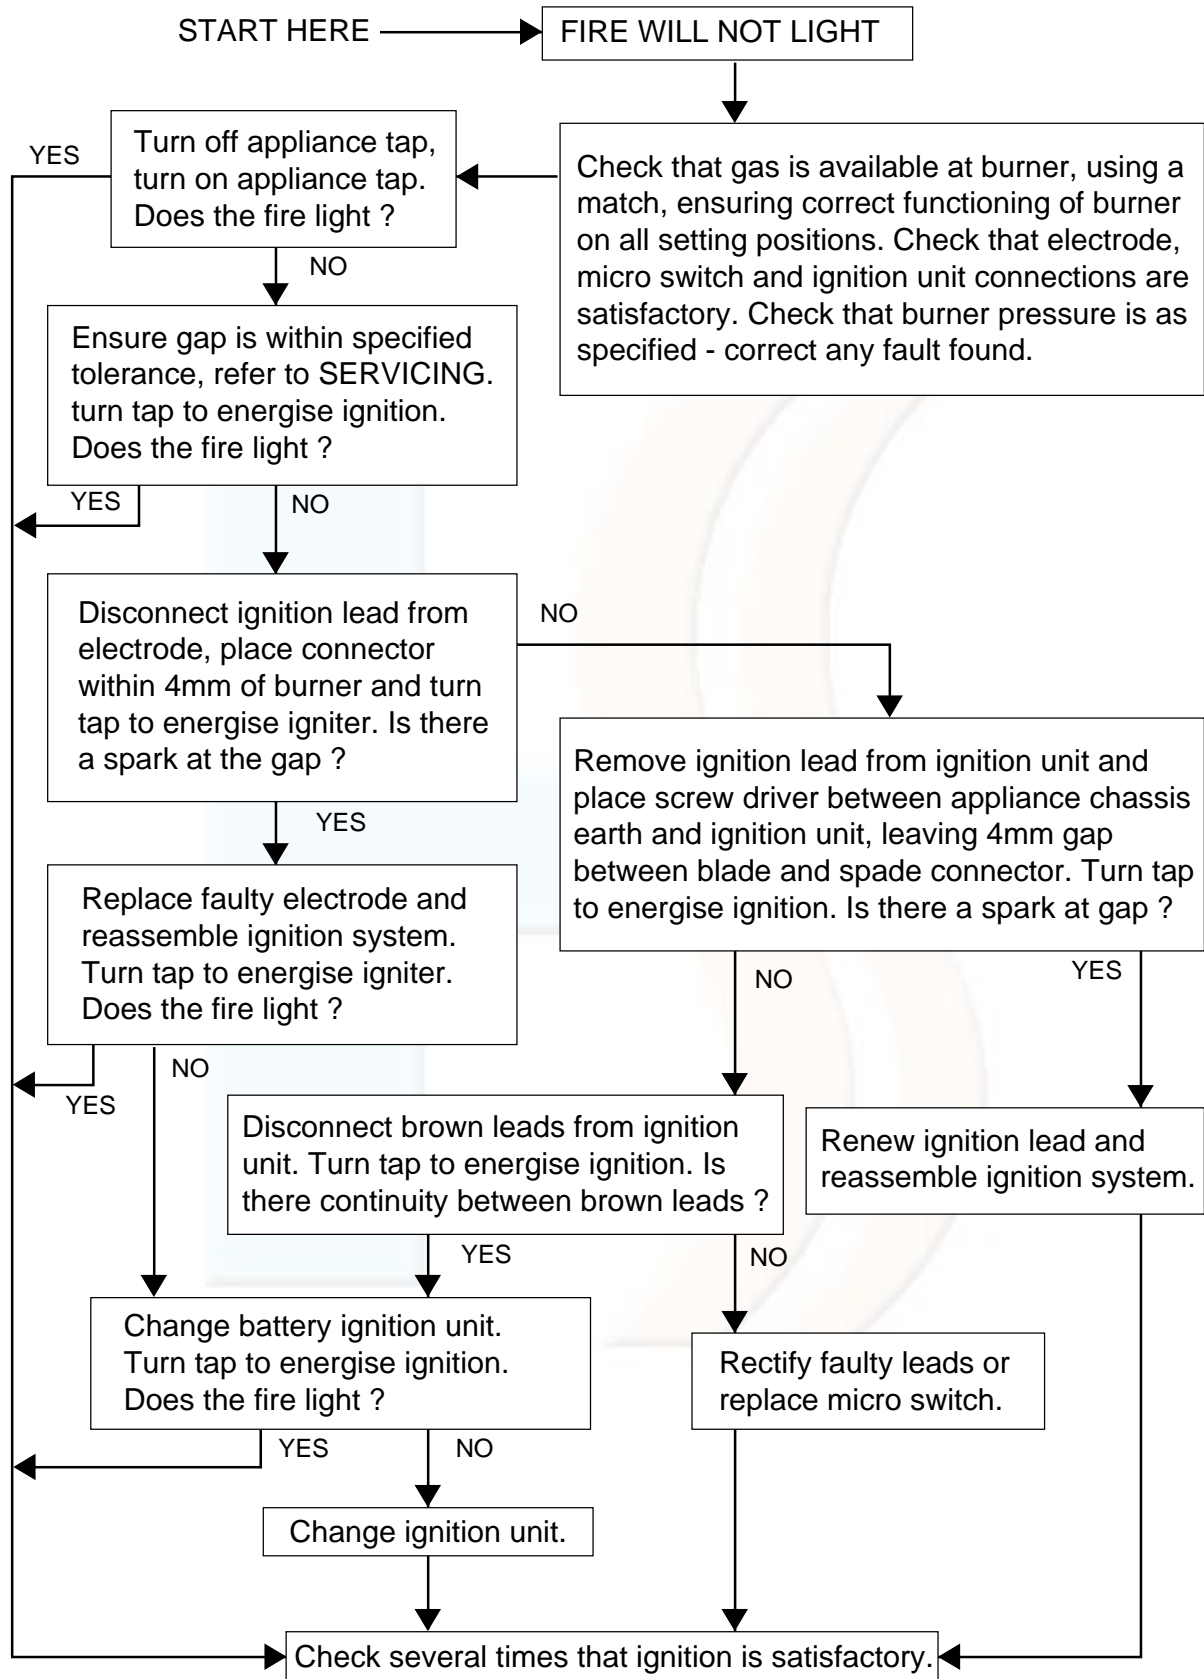 START HERE
FIRE WILL NOT LIGHT
Check that gas is available at burner, using a
match, ensuring correct functioning of burner
on all setting positions. Check that electrode,
micro switch and ignition unit connections are
satisfactory. Check that burner pressure is as
specified - correct any fault found.
Turn off appliance tap,
turn on appliance tap.
Does the fire light ?
YES
NO
Ensure gap is within specified
tolerance, refer to SERVICING.
turn tap to energise ignition.
Does the fire light ?
YES
NO
Disconnect ignition lead from
electrode, place connector
within 4mm of burner and turn
tap to energise igniter. Is there
a spark at the gap ?
NO
YES
Remove ignition lead from ignition unit and
place screw driver between appliance chassis
earth and ignition unit, leaving 4mm gap
between blade and spade connector. Turn tap
to energise ignition. Is there a spark at gap ?
NO
YES
Replace faulty electrode and
reassemble ignition system.
Turn tap to energise igniter.
Does the fire light ?
YES
NO
Disconnect brown leads from ignition
unit. Turn tap to energise ignition. Is
there continuity between brown leads ?
YES
NO
Renew ignition lead and
reassemble ignition system.
Change battery ignition unit.
Turn tap to energise ignition.
Does the fire light ?
YES
NO
Rectify faulty leads or
replace micro switch.
Change ignition unit.
Check several times that ignition is satisfactory.